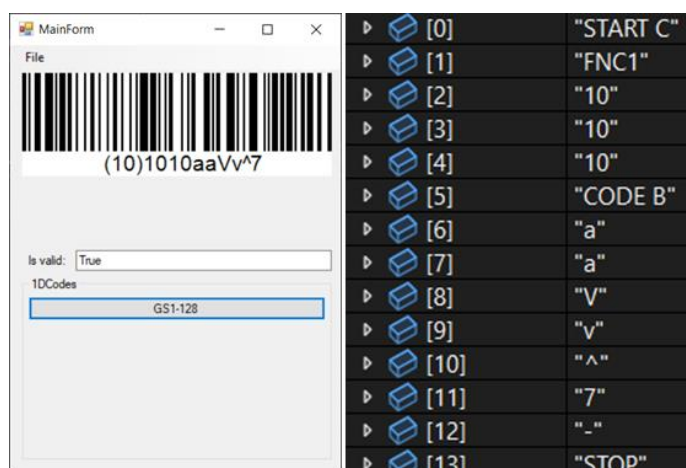 MainForm
File
(10)1010aaVv^7
Is valid: True
1DCodes
GS1-128
[0] "START C"
[1] "FNC1"
[2] "10"
[3] "10"
[4] "10"
[5] "CODE B"
[6] "a"
[7] "a"
[8] "V"
[9] "v"
[10] "^"
[11] "7"
[12] "-"
[13] "STOP"